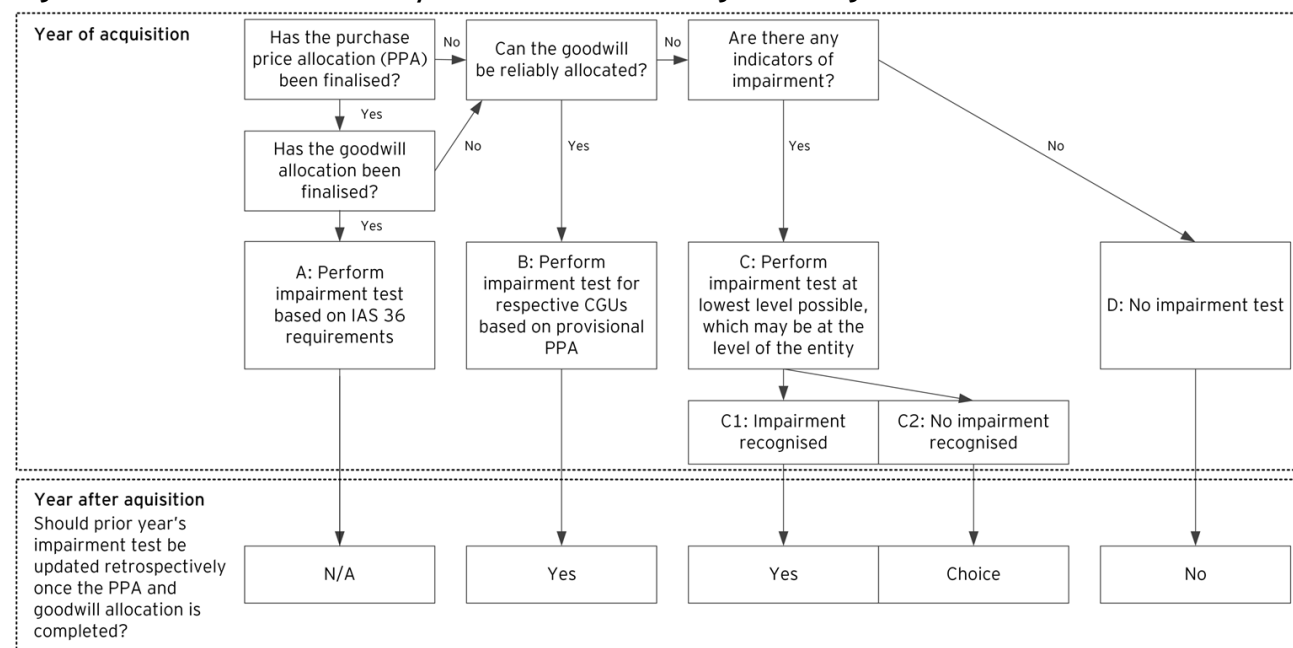 Year of acquisition
Has the purchase
price allocation (PPA)
been finalised?
No
Can the goodwill
be reliably allocated?
No
Are there any
indicators of
impairment?
Yes
Has the goodwill
allocation been
finalised?
No
Yes
Yes
No
Yes
A: Perform
impairment test
based on IAS 36
requirements
B: Perform
impairment test for
respective CGUs
based on provisional
PPA
C: Perform
impairment test at
lowest level possible,
which may be at the
level of the entity
D: No impairment test
C1: Impairment
recognised
C2: No impairment
recognised
Year after aquisition
Should prior year's
impairment test be
updated retrospectively
once the PPA and
goodwill allocation is
completed?
N/A
Yes
Yes
Choice
No